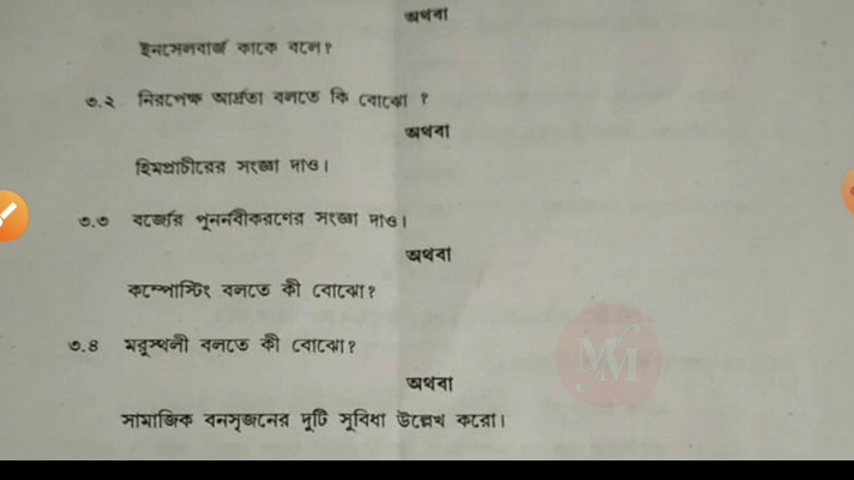 অথবা
ইনসেলবার্জ কাকে বলে?
৩.২ নিরপেক্ষ আর্দ্রতা বলতে কি বোঝো ?
অথবা
হিমপ্রাচীরের সংজ্ঞা দাও।
৩.৩ বর্জ্যের পুনর্নবীকরণের সংজ্ঞা দাও।
অথবা
কম্পোস্টিং বলতে কী বোঝো?
৩.৪ মরুস্থলী বলতে কী বোঝো?
MM
অথবা
সামাজিক বনসৃজনের দুটি সুবিধা উল্লেখ করো।